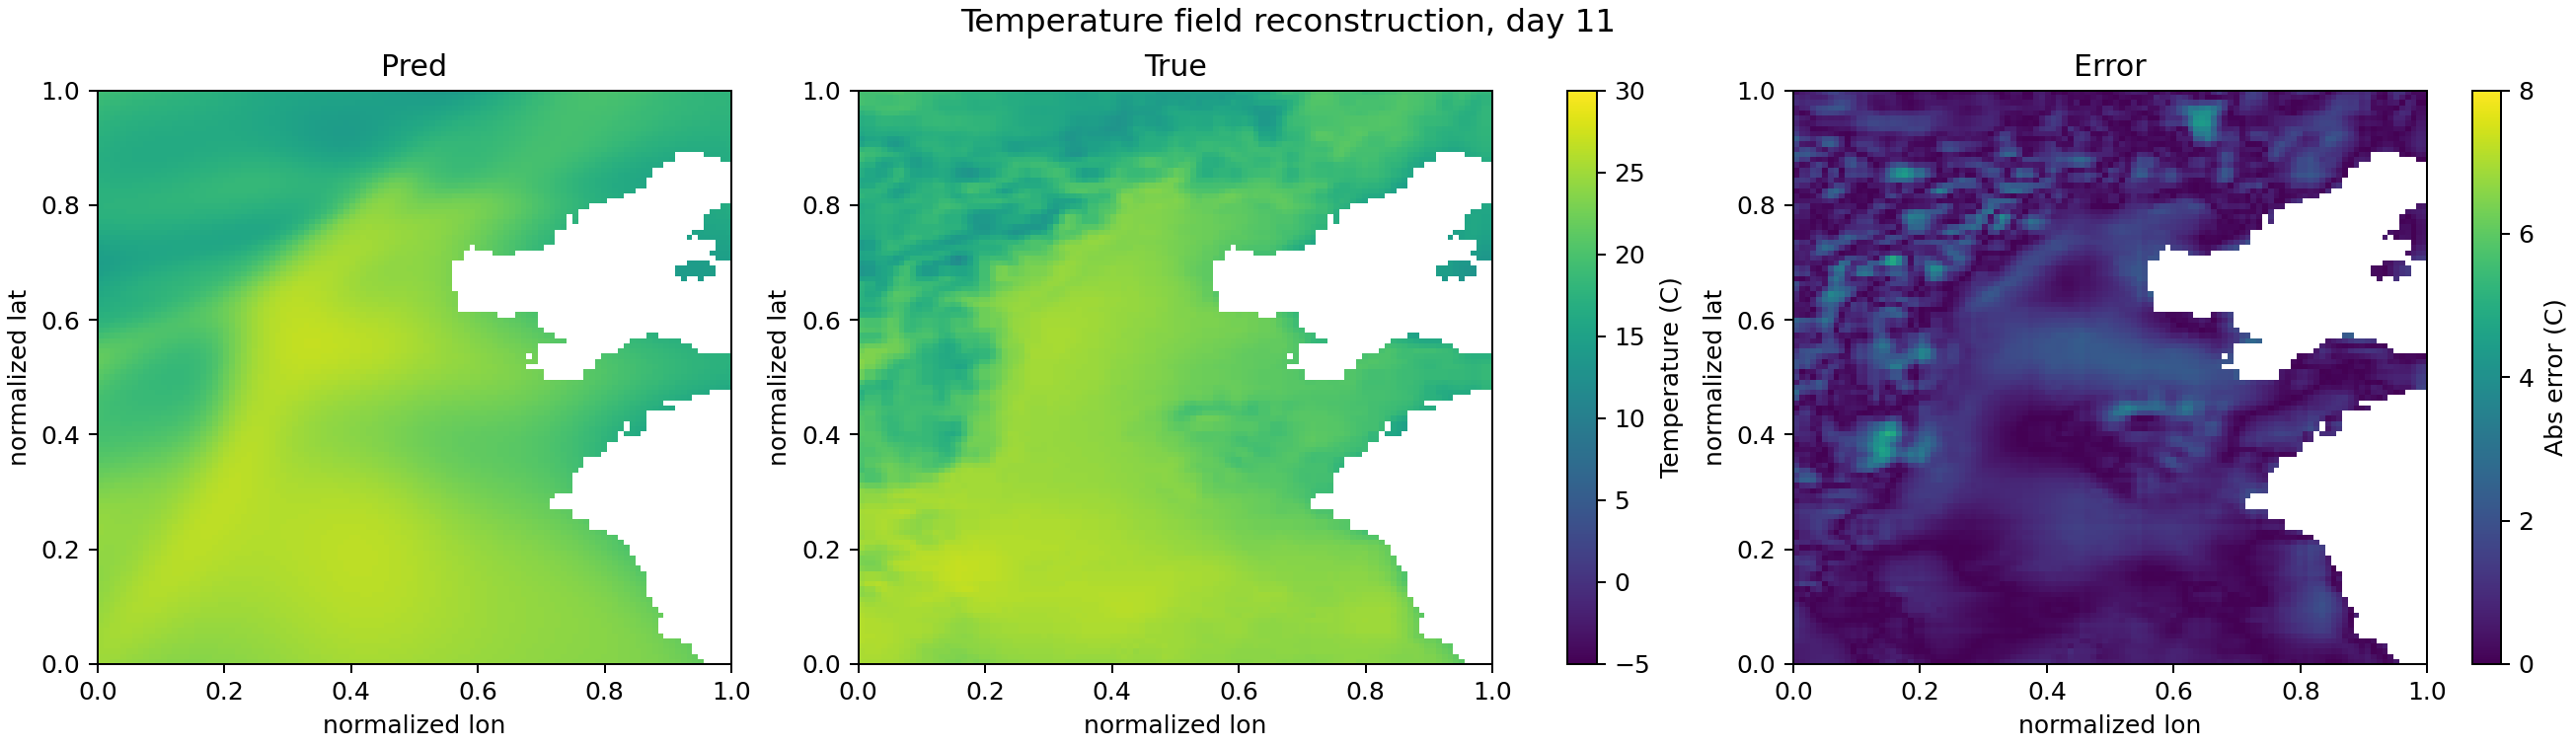 Temperature field reconstruction, day 11
Pred
1.0
0.8
0.6
0.4
0.2
0.0
normalized lat
0.0 0.2 0.4 0.6 0.8 1.0
normalized lon
True
1.0
0.8
0.6
0.4
0.2
0.0
normalized lat
0.0 0.2 0.4 0.6 0.8 1.0
normalized lon
30
25
20
15
10
5
0
−5
Temperature (C)
Error
1.0
0.8
0.6
0.4
0.2
0.0
normalized lat
0.0 0.2 0.4 0.6 0.8 1.0
normalized lon
8
6
4
2
0
Abs error (C)